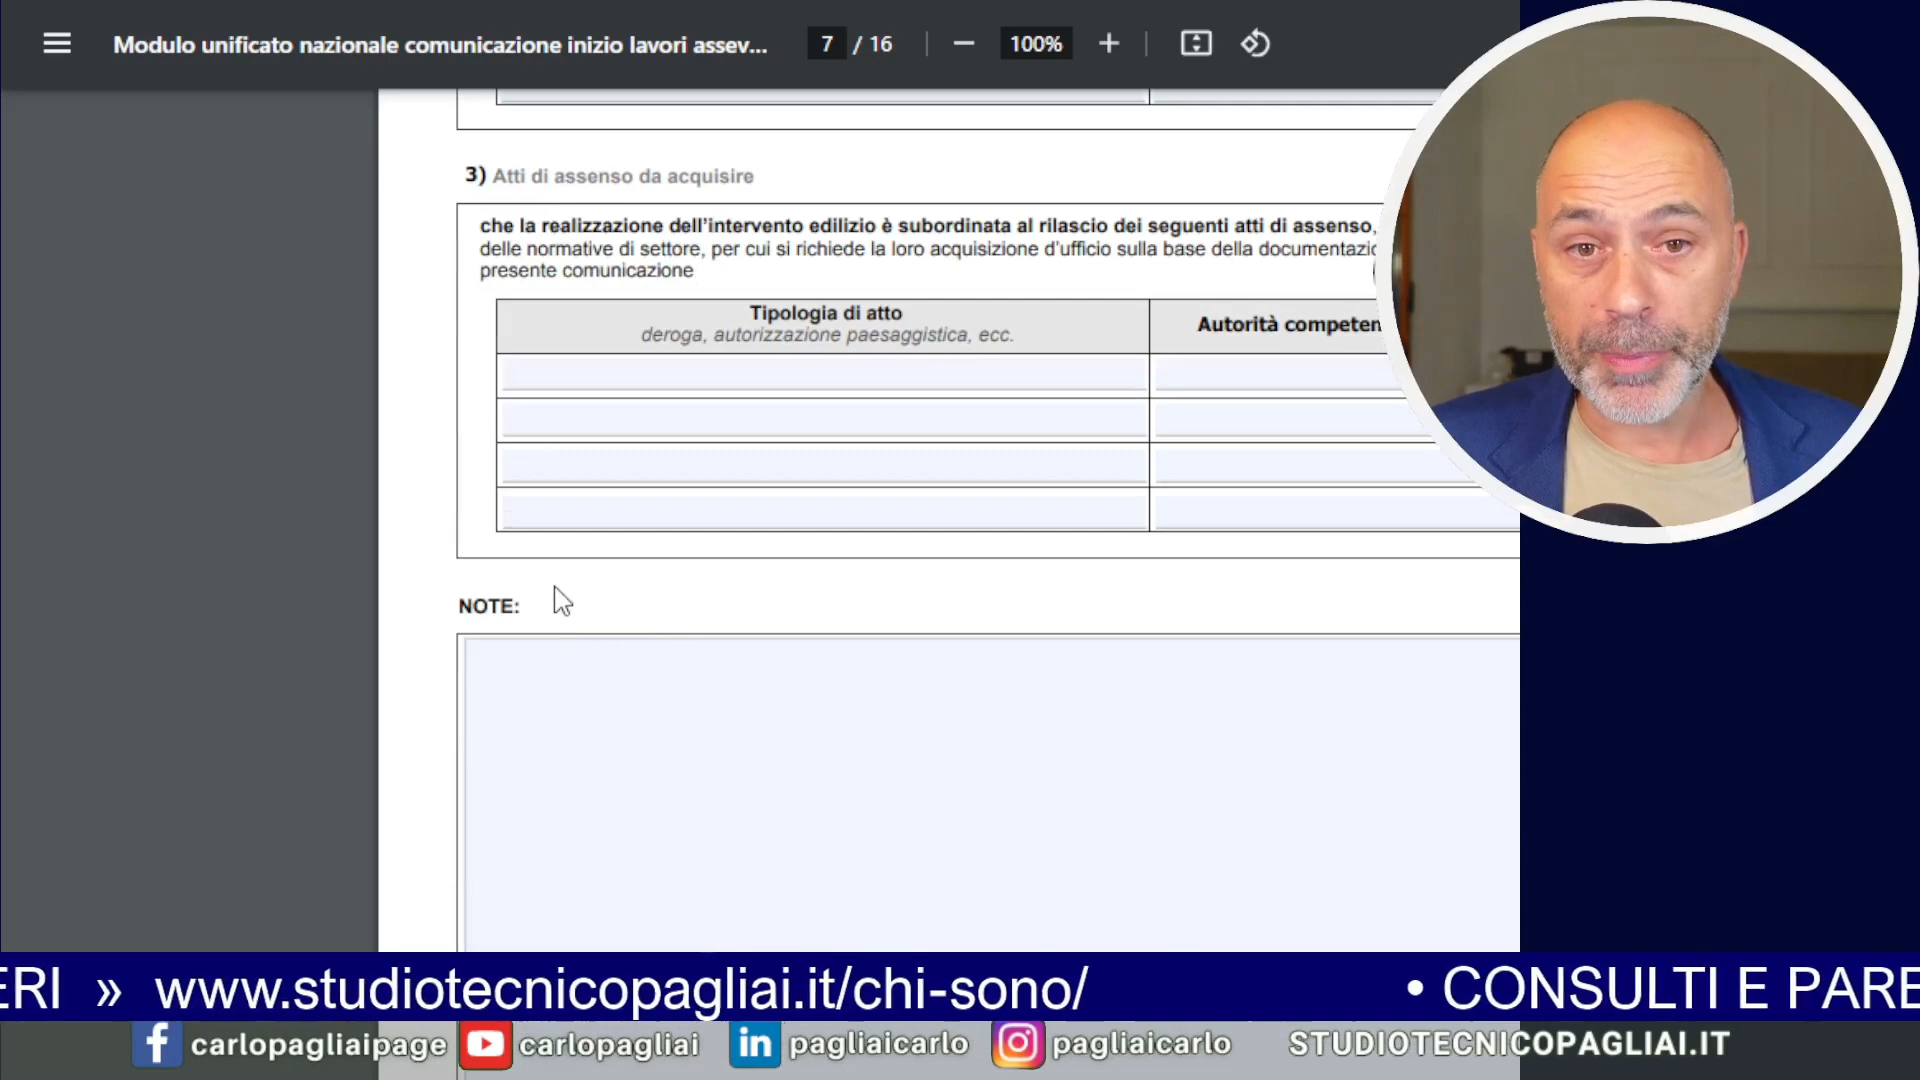 Modulo unificato nazionale comunicazione inizio lavori assev... 7 / 16 100%
3) Atti di assenso da acquisire
che la realizzazione dell'intervento edilizio è subordinata al rilascio dei seguenti atti di assenso,
delle normative di settore, per cui si richiede la loro acquisizione d'ufficio sulla base della documentazio
presente comunicazione
Tipologia di atto
deroga, autorizzazione paesaggistica, ecc.
Autorità competen
NOTE:
ERI » www.studiotecnicopagliai.it/chi-sono/ • CONSULTI E PARE
carlopagliaipage carlopagliai pagliaicarlo pagliaicarlo STUDIOTECNICOPAGLIAI.IT